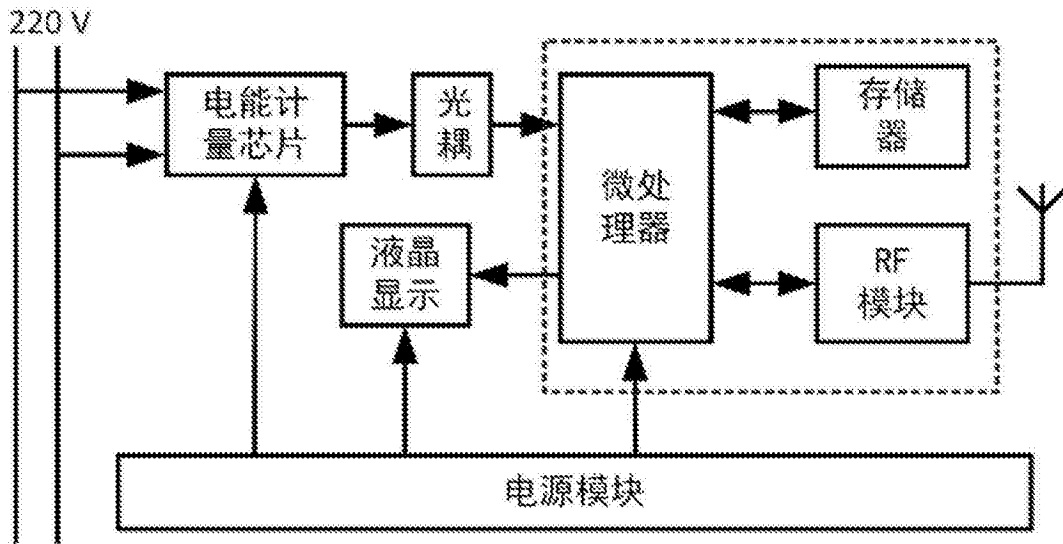 220 V
电能计
量芯片
光
耦
微处
理器
存储
器
液晶
显示
RF
模块
电源模块